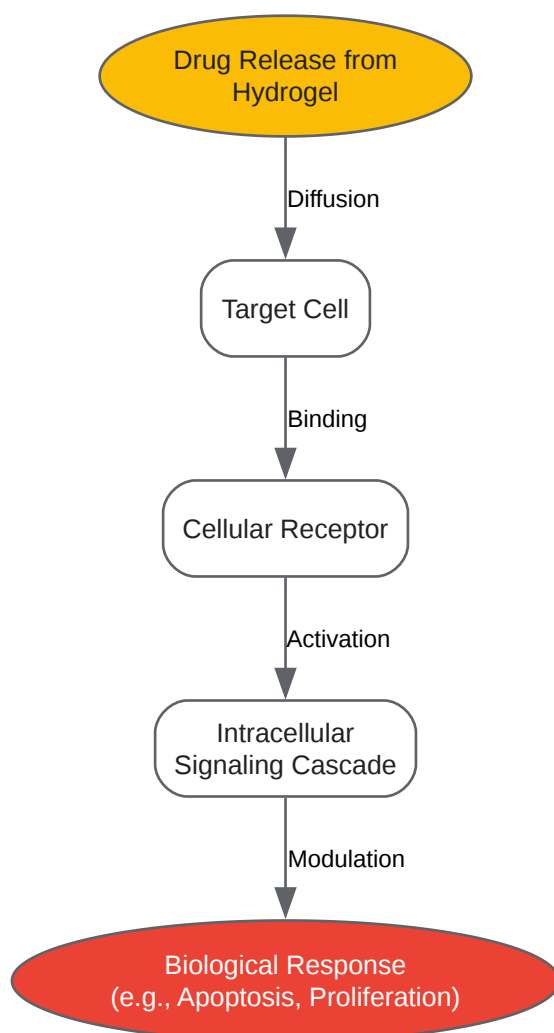 Drug Release from
Hydrogel
Diffusion
Target Cell
Binding
Cellular Receptor
Activation
Intracellular
Signaling Cascade
Modulation
Biological Response
(e.g., Apoptosis, Proliferation)